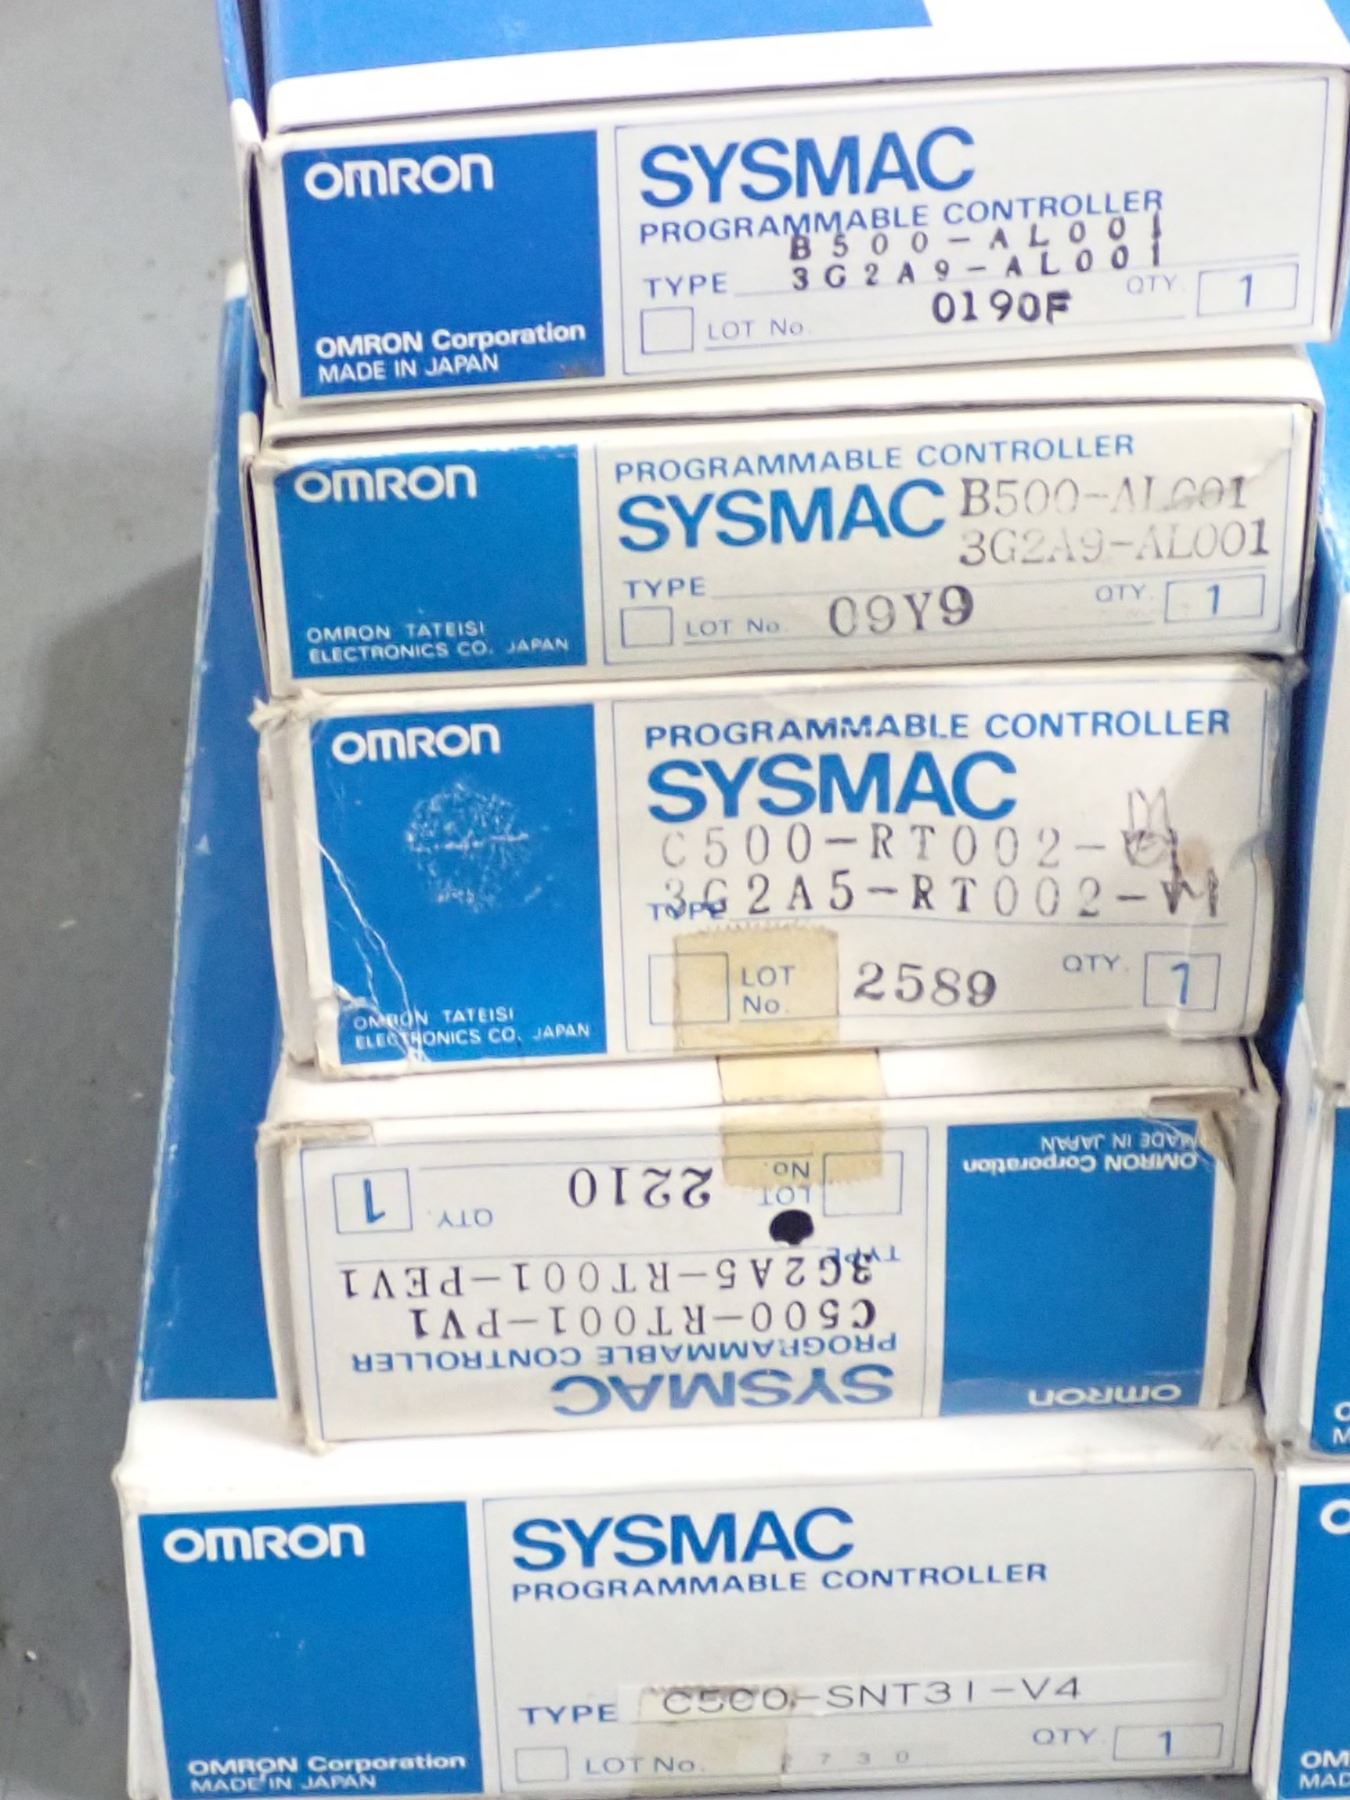 OMRON
OMRON Corporation
MADE IN JAPAN
SYSMAC
PROGRAMMABLE CONTROLLER
B500-AL001
TYPE 3G2A9-AL001
QTY. 1
LOT No. 0190F
OMRON
OMRON TATEISI
ELECTRONICS CO. JAPAN
PROGRAMMABLE CONTROLLER
SYSMAC B500-AL001
3G2A9-AL001
TYPE
QTY. 1
LOT No. 09Y9
OMRON
OMRON TATEISI
ELECTRONICS CO. JAPAN
PROGRAMMABLE CONTROLLER
SYSMAC
C500-RT002-
TYPE 3G2A5-RT002-
LOT No. 2589
QTY. 1
OMRON
OMRON Corporation
MADE IN JAPAN
SYSMAC
PROGRAMMABLE CONTROLLER
C500-RT001-PV1
TYPE 3G2A5-RT001-PEV1
LOT No. 2210
QTY. 1
OMRON
OMRON Corporation
MADE IN JAPAN
SYSMAC
PROGRAMMABLE CONTROLLER
TYPE C500-SNT31-V4
QTY. 1
LOT No. 730